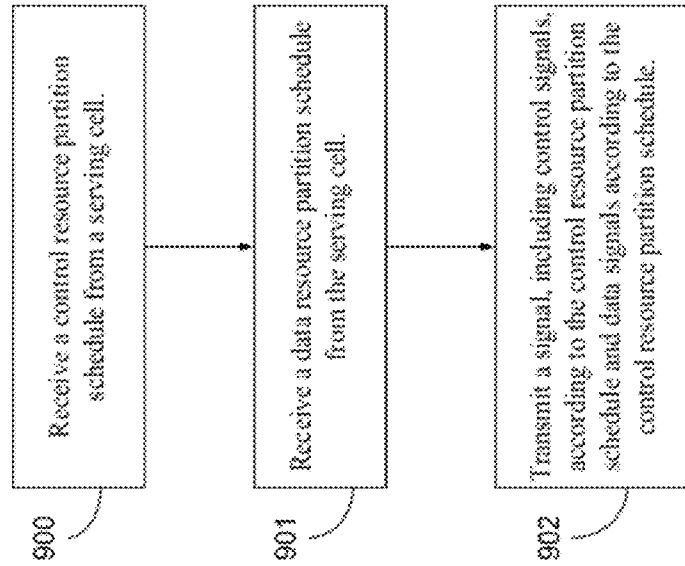 900
Receive a control resource partition
schedule from a serving cell.
901
Receive a data resource partition schedule
from the serving cell.
902
Transmit a signal, including control signals,
according to the control resource partition
schedule and data signals according to the
control resource partition schedule.